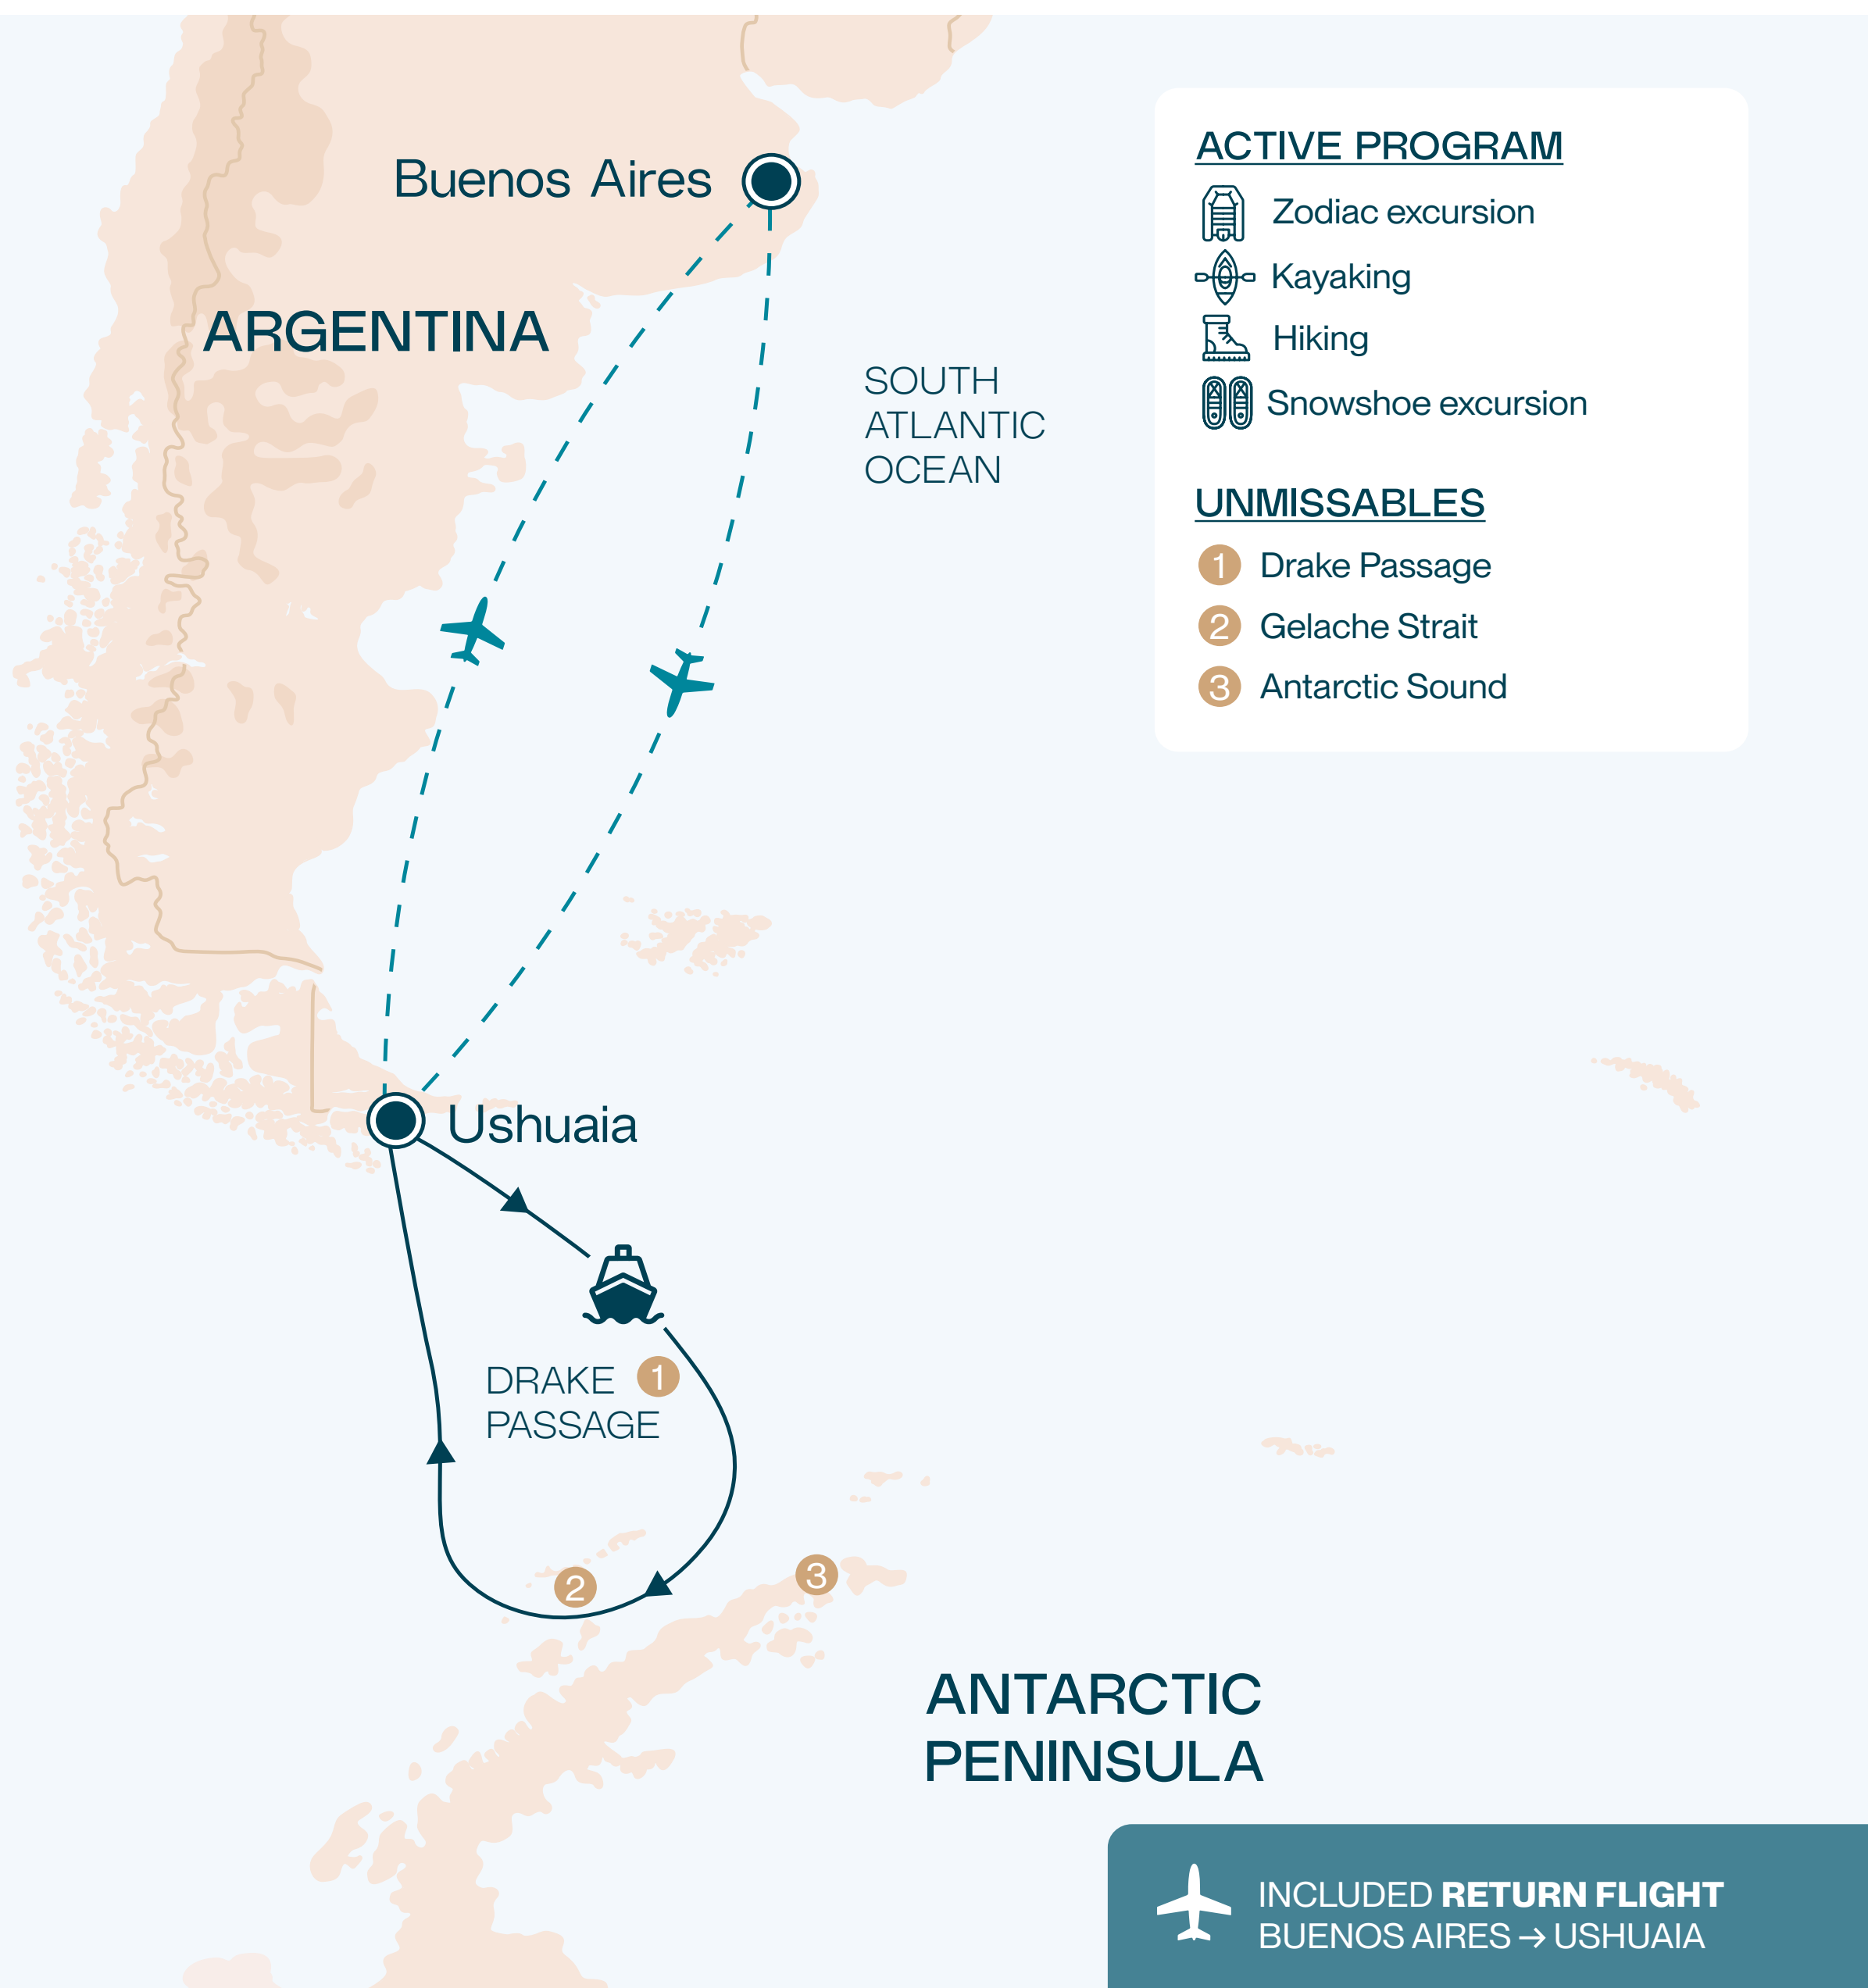 Buenos Aires
ARGENTINA
SOUTH
ATLANTIC
OCEAN
ACTIVE PROGRAM
Zodiac excursion
Kayaking
Hiking
Snowshoe excursion
UNMISSABLES
1 Drake Passage
2 Gelache Strait
3 Antarctic Sound
Ushuaia
DRAKE 1
PASSAGE
2
3
ANTARCTIC
PENINSULA
INCLUDED RETURN FLIGHT
BUENOS AIRES → USHUAIA